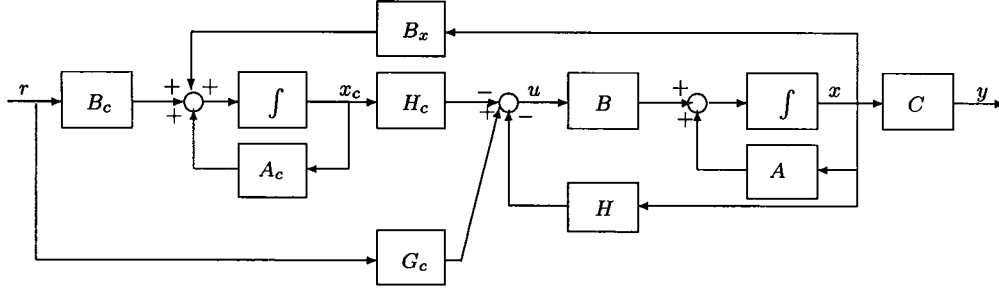 B_x
r
B_c
+
+
+
∫
x_c
H_c
−
+
−
u
B
+
+
∫
x
C
y
A_c
A
H
G_c